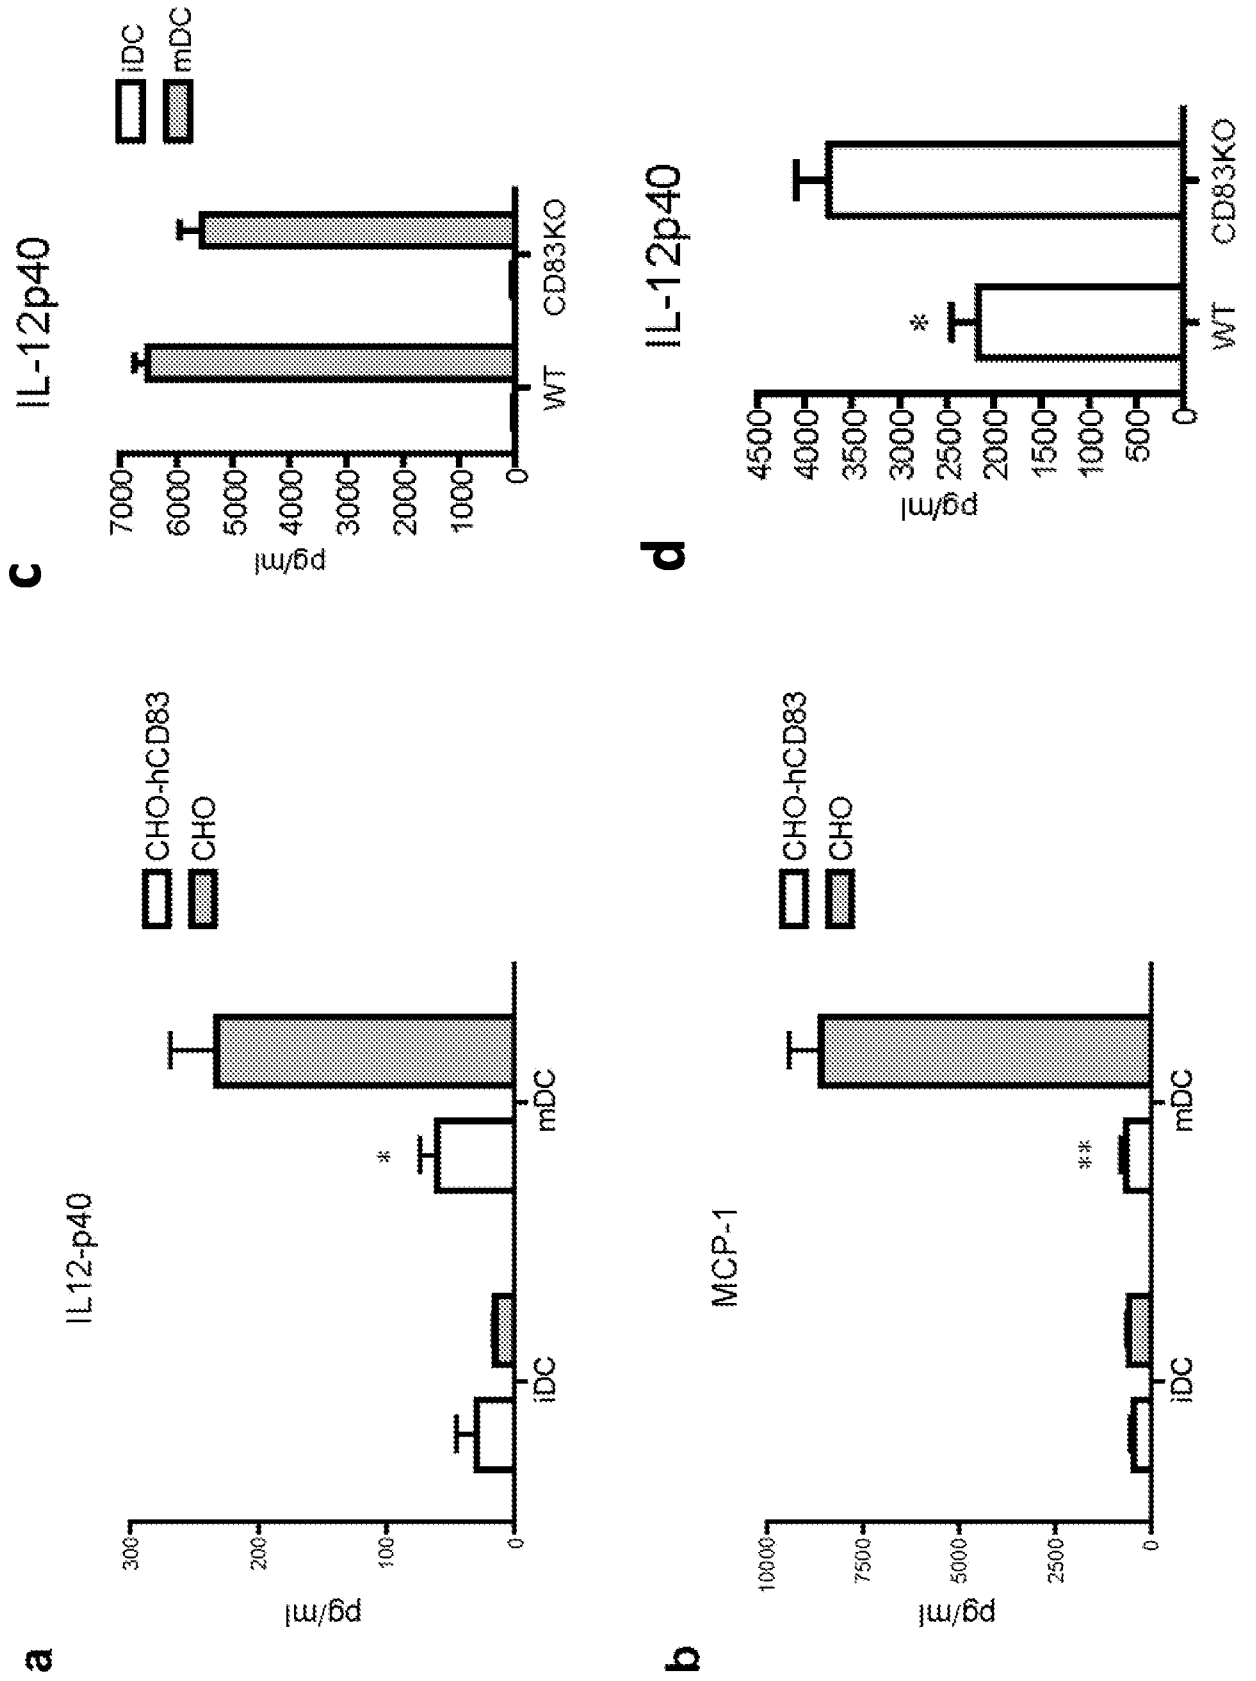 a
IL12-p40
pg/ml
300
200
100
0
*
iDC
mDC
CHO-hCD83
CHO
b
MCP-1
pg/ml
10000
7500
5000
2500
0
**
iDC
mDC
CHO-hCD83
CHO
c
IL-12p40
pg/ml
7000
6000
5000
4000
3000
2000
1000
0
WT
CD83KO
iDC
mDC
d
IL-12p40
pg/ml
4500
4000
3500
3000
2500
2000
1500
1000
500
0
*
WT
CD83KO